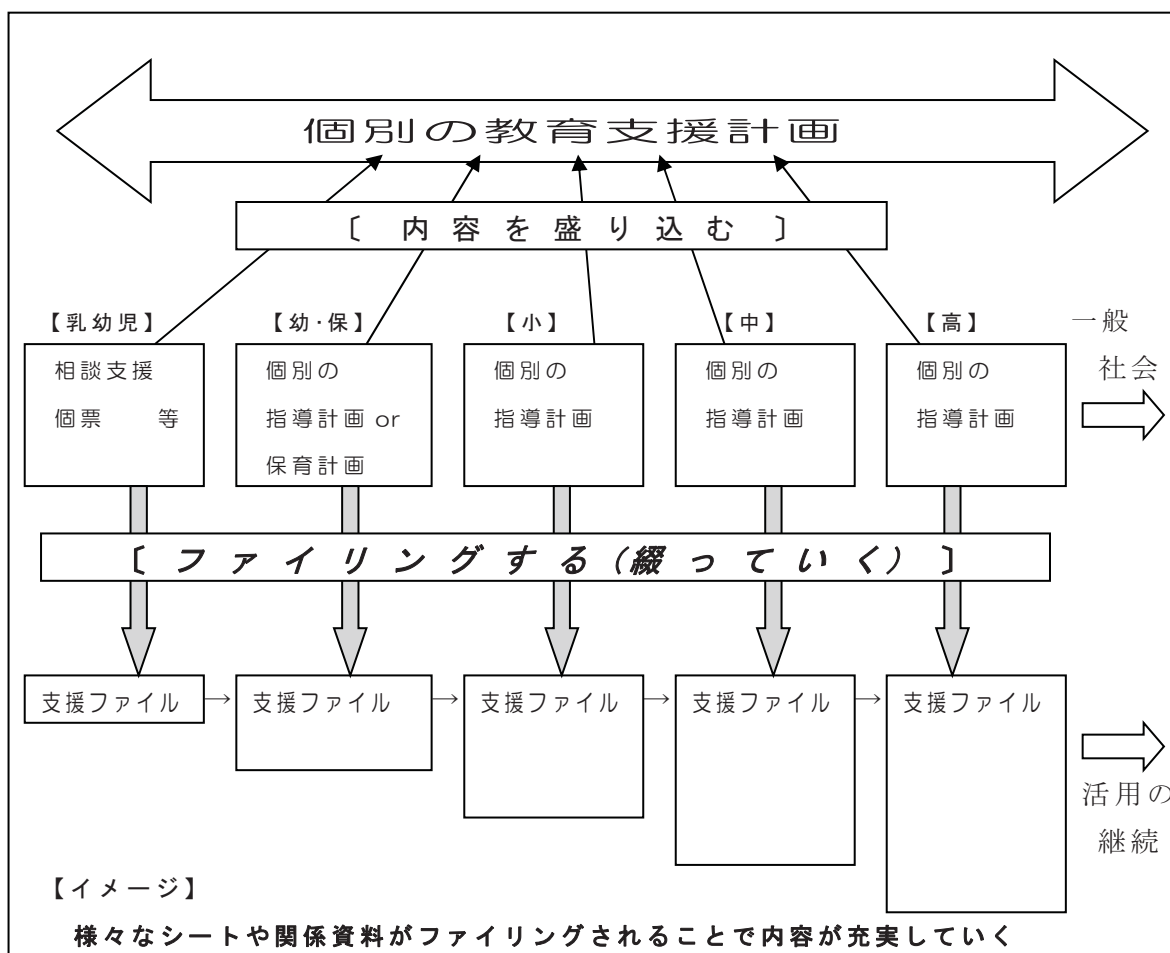 個別の教育支援計画
〔 内容を盛り込む 〕
【乳幼児】
【幼・保】
【小】
【中】
【高】
一般
社会
相談支援
個票 等
個別の
指導計画 or
保育計画
個別の
指導計画
個別の
指導計画
個別の
指導計画
〔 ファイリングする（綴っていく） 〕
支援ファイル
→
支援ファイル
→
支援ファイル
→
支援ファイル
→
支援ファイル
活用の
継続
【イメージ】
様々なシートや関係資料がファイリングされることで内容が充実していく